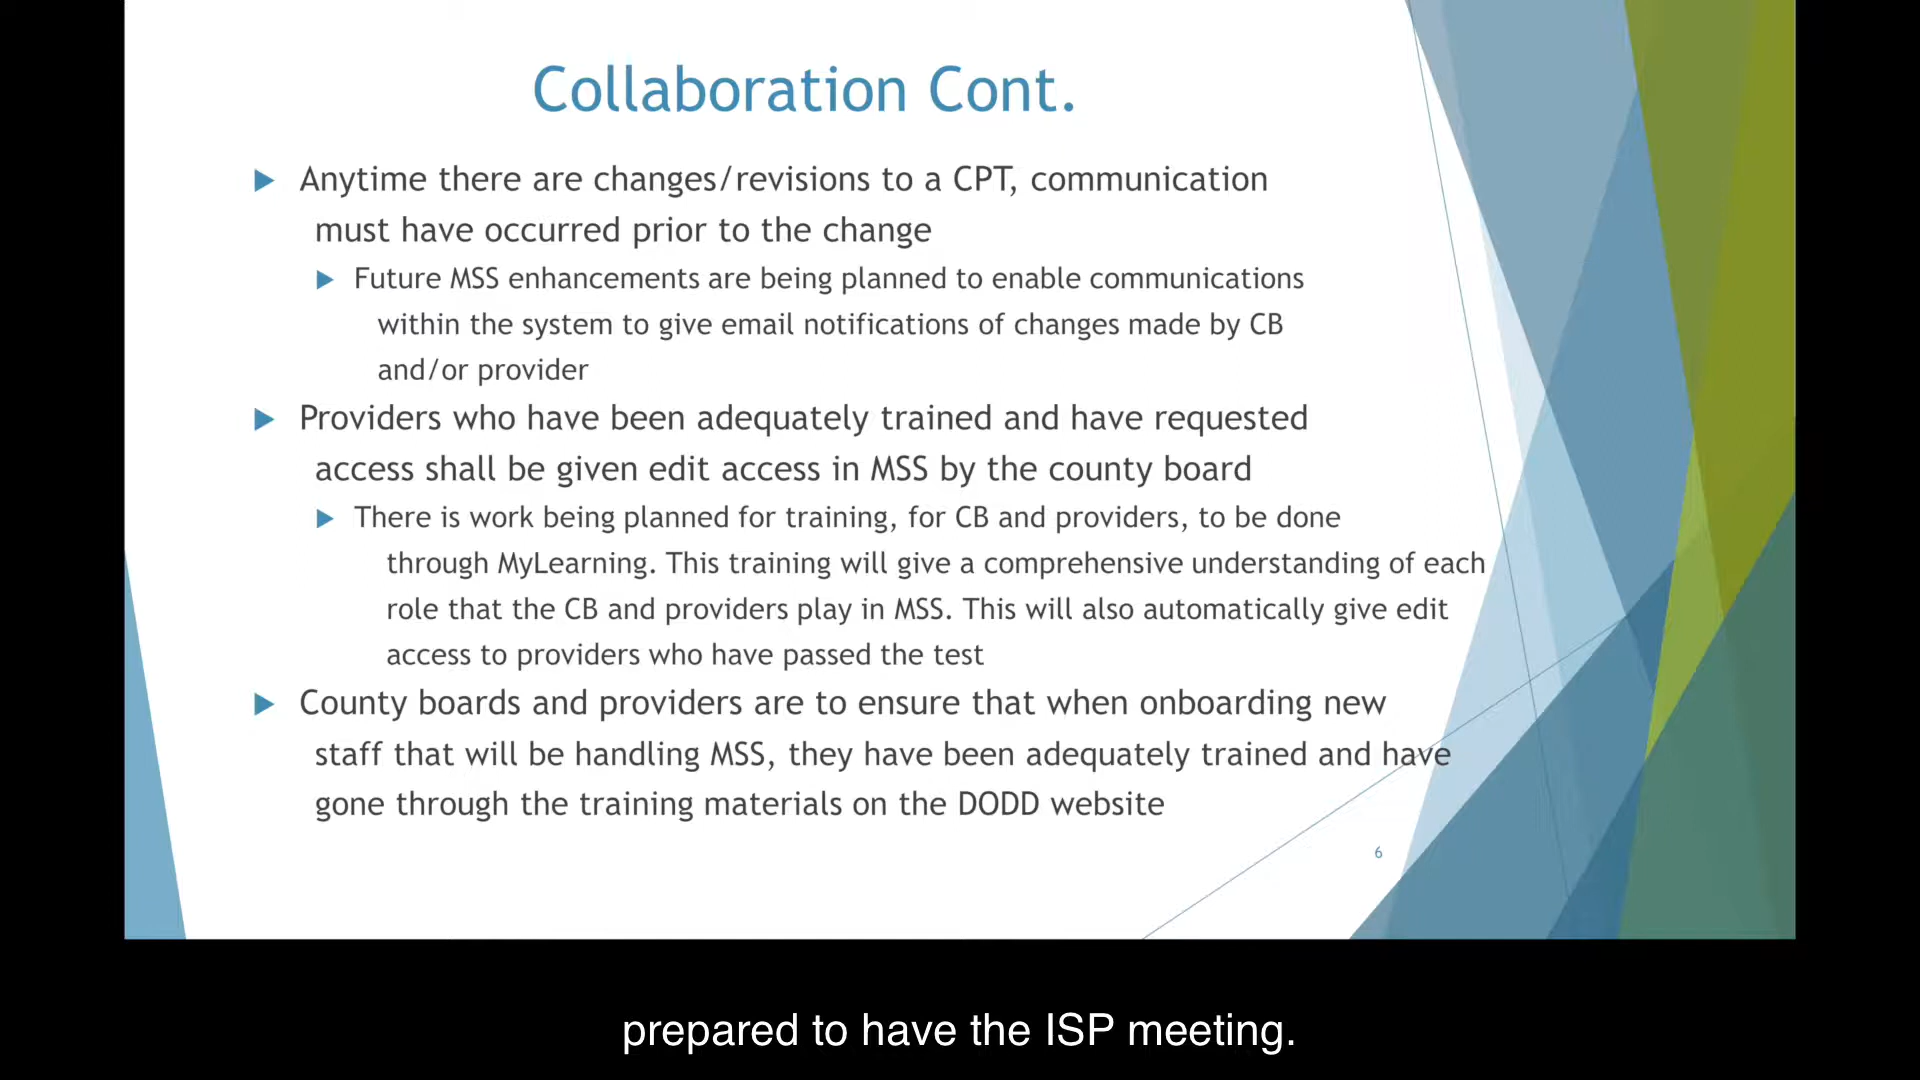 Collaboration Cont.
Anytime there are changes/revisions to a CPT, communication
must have occurred prior to the change
Future MSS enhancements are being planned to enable communications
within the system to give email notifications of changes made by CB
and/or provider
Providers who have been adequately trained and have requested
access shall be given edit access in MSS by the county board
There is work being planned for training, for CB and providers, to be done
through MyLearning. This training will give a comprehensive understanding of each
role that the CB and providers play in MSS. This will also automatically give edit
access to providers who have passed the test
County boards and providers are to ensure that when onboarding new
staff that will be handling MSS, they have been adequately trained and have
gone through the training materials on the DODD website
6
prepared to have the ISP meeting.